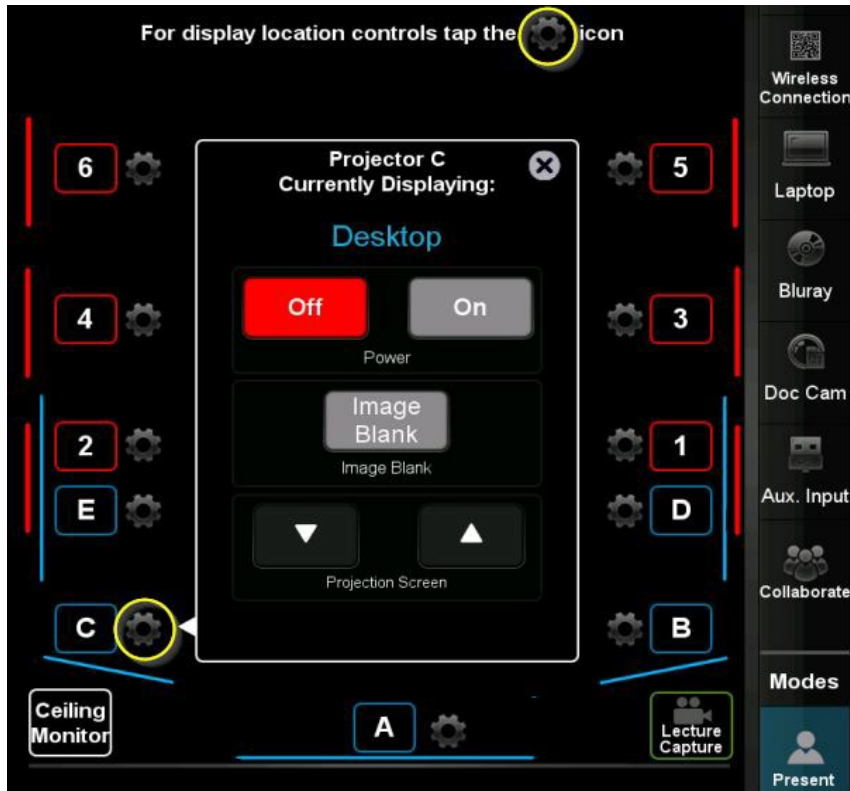 For display location controls tap the icon
Wireless
Connection
6
Projector C
Currently Displaying:
5
Laptop
Desktop
Bluray
4
Off
On
3
Power
Doc Cam
Image
Blank
2
1
Image Blank
E
D
Aux. Input
Projection Screen
Collaborate
C
B
Modes
Ceiling
Monitor
A
Lecture
Capture
Present